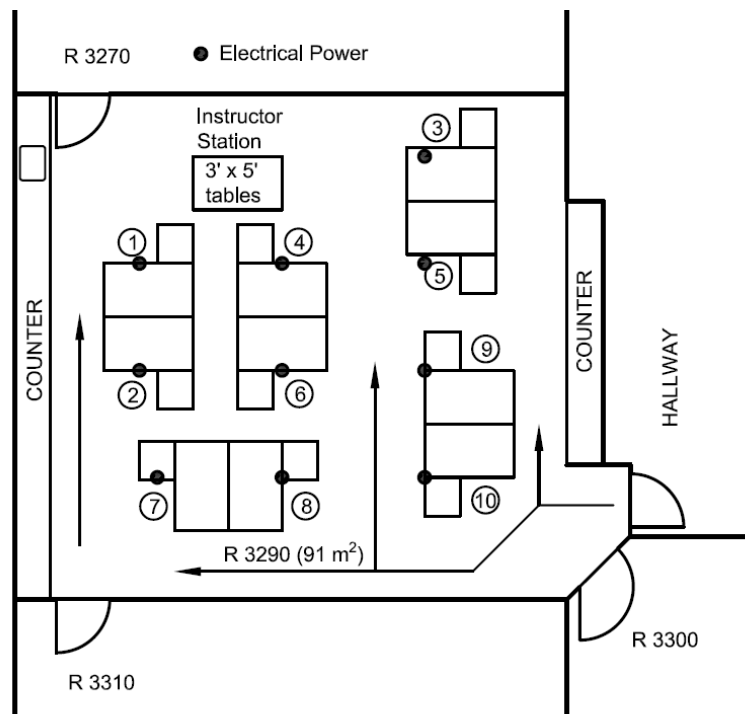 R 3270
Electrical Power
Instructor
Station
3' x 5'
tables
3
1
4
5
COUNTER
COUNTER
HALLWAY
9
2
6
7
8
10
R 3290 (91 m²)
R 3300
R 3310